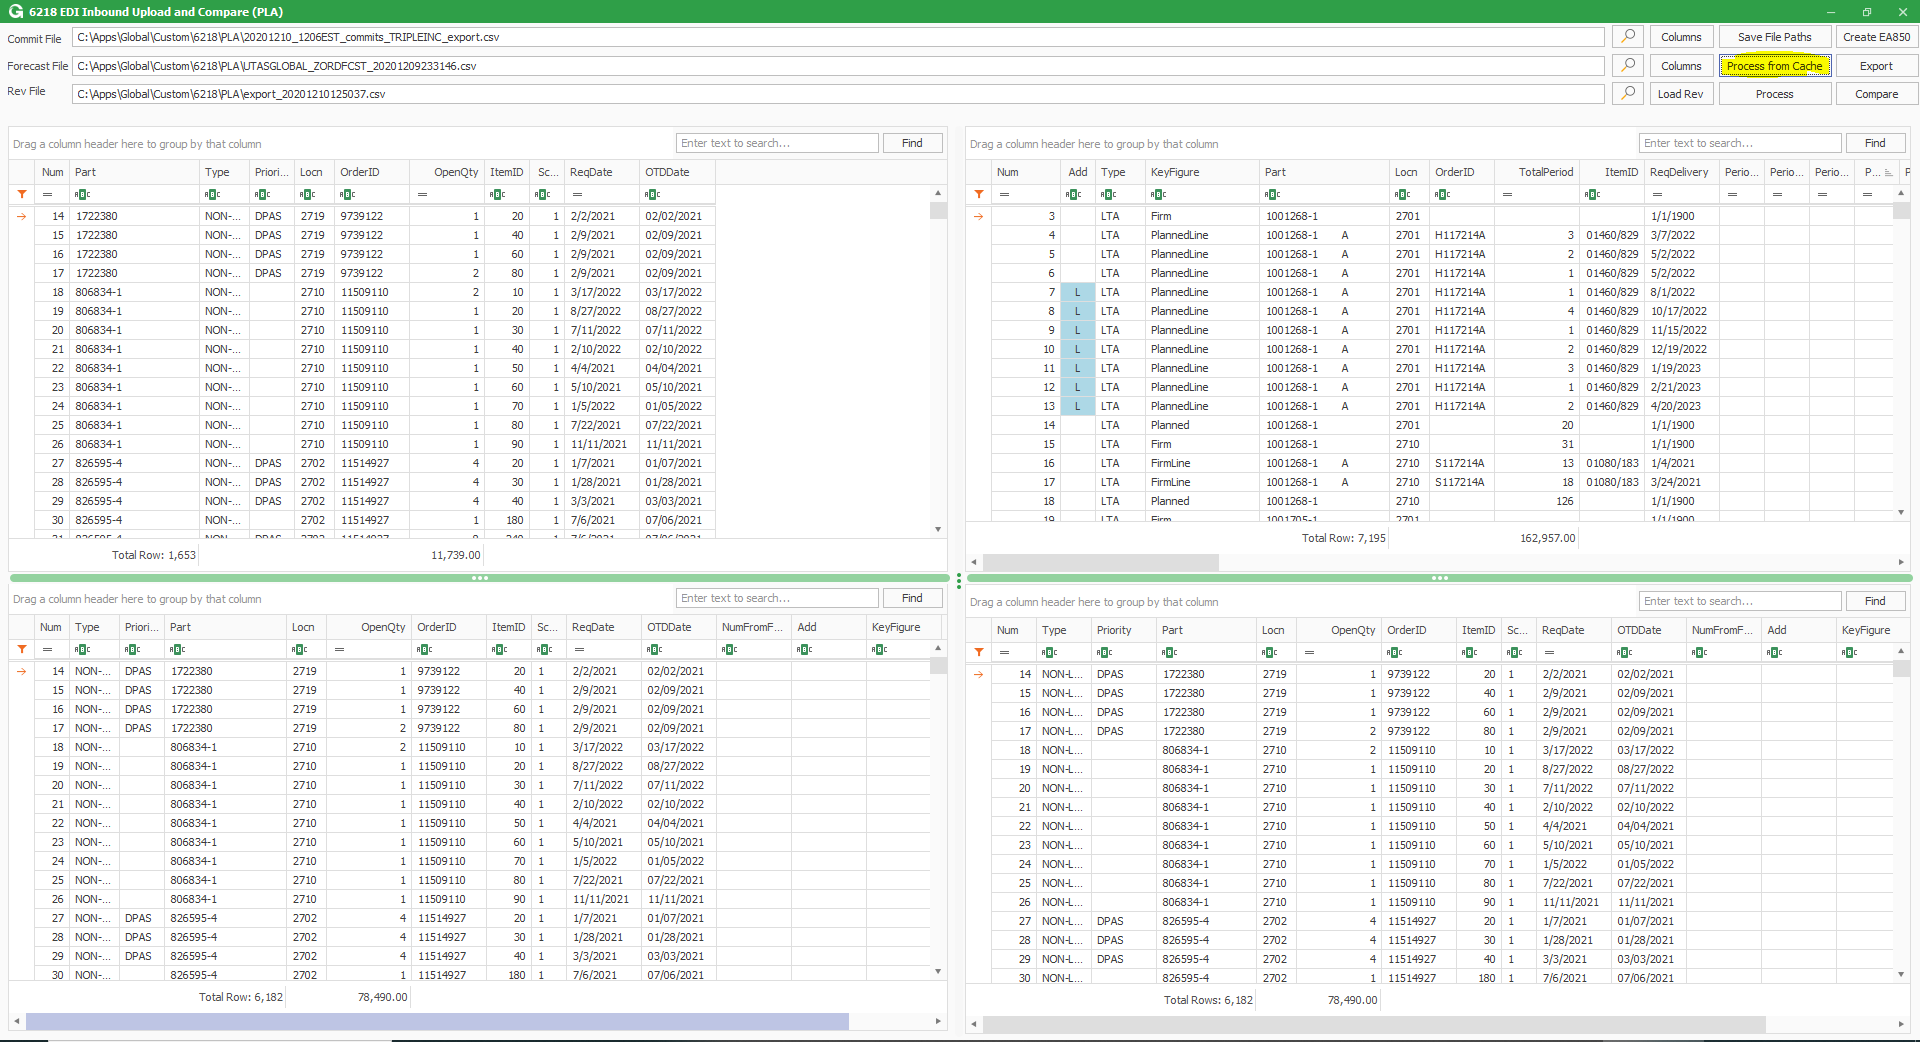 6218 EDI Inbound Upload and Compare (PLA)
Commit File C:\Apps\Global\Custom\6218\PLA\20201210_1206EST_commits_TRIPLEINC_export.csv Columns Save File Paths Create EA850
Forecast File C:\Apps\Global\Custom\6218\PLA\UTASGLOBAL_ZORDFCST_20201209233146.csv Columns Process from Cache Export
Rev File C:\Apps\Global\Custom\6218\PLA\export_20201210125037.csv Load Rev Process Compare
Drag a column header here to group by that column Enter text to search... Find
Num Part Type Priori... Locn OrderID OpenQty ItemID Sc... ReqDate OTDDate
14 1722380 NON-... DPAS 2719 9739122 1 20 1 2/2/2021 02/02/2021
15 1722380 NON-... DPAS 2719 9739122 1 40 1 2/9/2021 02/09/2021
16 1722380 NON-... DPAS 2719 9739122 1 60 1 2/9/2021 02/09/2021
17 1722380 NON-... DPAS 2719 9739122 2 80 1 2/9/2021 02/09/2021
18 806834-1 NON-... 2710 11509110 2 10 1 3/17/2022 03/17/2022
19 806834-1 NON-... 2710 11509110 1 20 1 8/27/2022 08/27/2022
20 806834-1 NON-... 2710 11509110 1 30 1 7/11/2022 07/11/2022
21 806834-1 NON-... 2710 11509110 1 40 1 2/10/2022 02/10/2022
22 806834-1 NON-... 2710 11509110 1 50 1 4/4/2021 04/04/2021
23 806834-1 NON-... 2710 11509110 1 60 1 5/10/2021 05/10/2021
24 806834-1 NON-... 2710 11509110 1 70 1 1/5/2022 01/05/2022
25 806834-1 NON-... 2710 11509110 1 80 1 7/22/2021 07/22/2021
26 806834-1 NON-... 2710 11509110 1 90 1 11/11/2021 11/11/2021
27 826595-4 NON-... DPAS 2702 11514927 4 20 1 1/7/2021 01/07/2021
28 826595-4 NON-... DPAS 2702 11514927 4 30 1 1/28/2021 01/28/2021
29 826595-4 NON-... DPAS 2702 11514927 4 40 1 3/3/2021 03/03/2021
30 826595-4 NON-... 2702 11514927 1 180 1 7/6/2021 07/06/2021
Total Row: 1,653 11,739.00
Drag a column header here to group by that column Enter text to search... Find
Num Add Type KeyFigure Part Locn OrderID TotalPeriod ItemID ReqDelivery Perio... Perio... Perio... P... P
3 LTA Firm 1001268-1 2701 1/1/1900
4 LTA PlannedLine 1001268-1 A 2701 H117214A 3 01460/829 3/7/2022
5 LTA PlannedLine 1001268-1 A 2701 H117214A 2 01460/829 5/2/2022
6 LTA PlannedLine 1001268-1 A 2701 H117214A 1 01460/829 5/2/2022
7 L LTA PlannedLine 1001268-1 A 2701 H117214A 1 01460/829 8/1/2022
8 L LTA PlannedLine 1001268-1 A 2701 H117214A 4 01460/829 10/17/2022
9 L LTA PlannedLine 1001268-1 A 2701 H117214A 1 01460/829 11/15/2022
10 L LTA PlannedLine 1001268-1 A 2701 H117214A 2 01460/829 12/19/2022
11 L LTA PlannedLine 1001268-1 A 2701 H117214A 3 01460/829 1/19/2023
12 L LTA PlannedLine 1001268-1 A 2701 H117214A 1 01460/829 2/21/2023
13 L LTA PlannedLine 1001268-1 A 2701 H117214A 2 01460/829 4/20/2023
14 LTA Planned 1001268-1 2701 20 1/1/1900
15 LTA Firm 1001268-1 2710 31 1/1/1900
16 LTA FirmLine 1001268-1 A 2710 S117214A 13 01080/183 1/4/2021
17 LTA FirmLine 1001268-1 A 2710 S117214A 18 01080/183 3/24/2021
18 LTA Planned 1001268-1 2710 126 1/1/1900
19 LTA Firm 1001705-1 2701 1/1/1900
Total Row: 7,195 162,957.00
Drag a column header here to group by that column Enter text to search... Find
Num Type Priori... Part Locn OpenQty OrderID ItemID Sc... ReqDate OTDDate NumFromF... Add KeyFigure
14 NON-... DPAS 1722380 2719 1 9739122 20 1 2/2/2021 02/02/2021
15 NON-... DPAS 1722380 2719 1 9739122 40 1 2/9/2021 02/09/2021
16 NON-... DPAS 1722380 2719 1 9739122 60 1 2/9/2021 02/09/2021
17 NON-... DPAS 1722380 2719 2 9739122 80 1 2/9/2021 02/09/2021
18 NON-... 806834-1 2710 2 11509110 10 1 3/17/2022 03/17/2022
19 NON-... 806834-1 2710 1 11509110 20 1 8/27/2022 08/27/2022
20 NON-... 806834-1 2710 1 11509110 30 1 7/11/2022 07/11/2022
21 NON-... 806834-1 2710 1 11509110 40 1 2/10/2022 02/10/2022
22 NON-... 806834-1 2710 1 11509110 50 1 4/4/2021 04/04/2021
23 NON-... 806834-1 2710 1 11509110 60 1 5/10/2021 05/10/2021
24 NON-... 806834-1 2710 1 11509110 70 1 1/5/2022 01/05/2022
25 NON-... 806834-1 2710 1 11509110 80 1 7/22/2021 07/22/2021
26 NON-... 806834-1 2710 1 11509110 90 1 11/11/2021 11/11/2021
27 NON-... DPAS 826595-4 2702 4 11514927 20 1 1/7/2021 01/07/2021
28 NON-... DPAS 826595-4 2702 4 11514927 30 1 1/28/2021 01/28/2021
29 NON-... DPAS 826595-4 2702 4 11514927 40 1 3/3/2021 03/03/2021
30 NON-... 826595-4 2702 1 11514927 180 1 7/6/2021 07/06/2021
Total Row: 6,182 78,490.00
Drag a column header here to group by that column Enter text to search... Find
Num Type Priority Part Locn OpenQty OrderID ItemID Sc... ReqDate OTDDate NumFromF... Add KeyFigure
14 NON-L... DPAS 1722380 2719 1 9739122 20 1 2/2/2021 02/02/2021
15 NON-L... DPAS 1722380 2719 1 9739122 40 1 2/9/2021 02/09/2021
16 NON-L... DPAS 1722380 2719 1 9739122 60 1 2/9/2021 02/09/2021
17 NON-L... DPAS 1722380 2719 2 9739122 80 1 2/9/2021 02/09/2021
18 NON-L... 806834-1 2710 2 11509110 10 1 3/17/2022 03/17/2022
19 NON-L... 806834-1 2710 1 11509110 20 1 8/27/2022 08/27/2022
20 NON-L... 806834-1 2710 1 11509110 30 1 7/11/2022 07/11/2022
21 NON-L... 806834-1 2710 1 11509110 40 1 2/10/2022 02/10/2022
22 NON-L... 806834-1 2710 1 11509110 50 1 4/4/2021 04/04/2021
23 NON-L... 806834-1 2710 1 11509110 60 1 5/10/2021 05/10/2021
24 NON-L... 806834-1 2710 1 11509110 70 1 1/5/2022 01/05/2022
25 NON-L... 806834-1 2710 1 11509110 80 1 7/22/2021 07/22/2021
26 NON-L... 806834-1 2710 1 11509110 90 1 11/11/2021 11/11/2021
27 NON-L... DPAS 826595-4 2702 4 11514927 20 1 1/7/2021 01/07/2021
28 NON-L... DPAS 826595-4 2702 4 11514927 30 1 1/28/2021 01/28/2021
29 NON-L... DPAS 826595-4 2702 4 11514927 40 1 3/3/2021 03/03/2021
30 NON-L... 826595-4 2702 1 11514927 180 1 7/6/2021 07/06/2021
Total Rows: 6,182 78,490.00